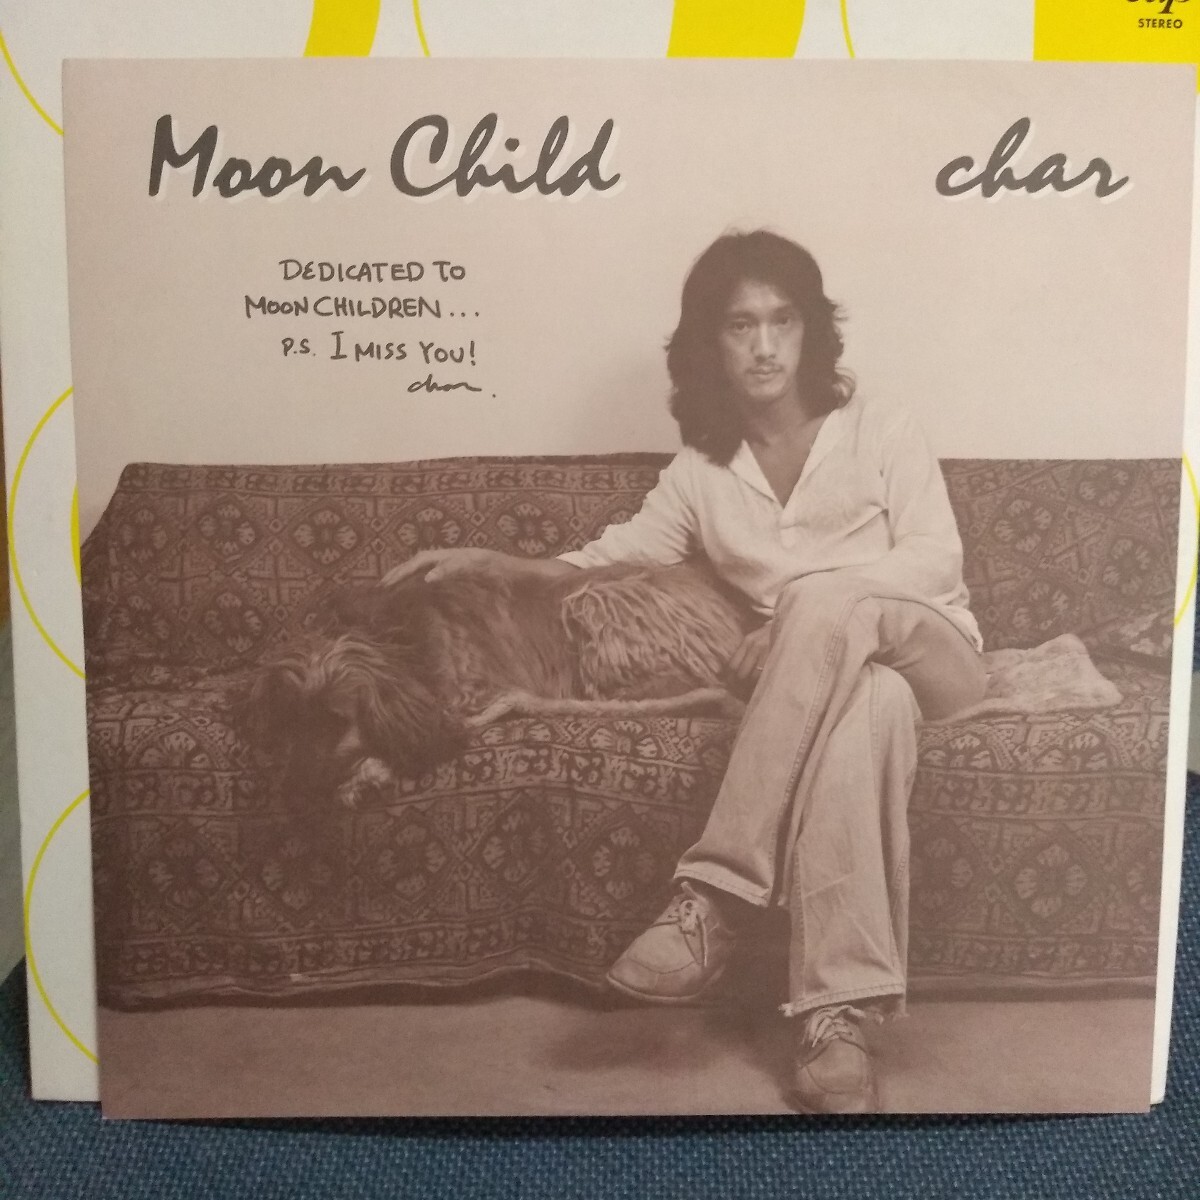 STEREO
Moon Child char
DEDICATED TO
MOON CHILDREN...
P.S. I MISS YOU!
char.